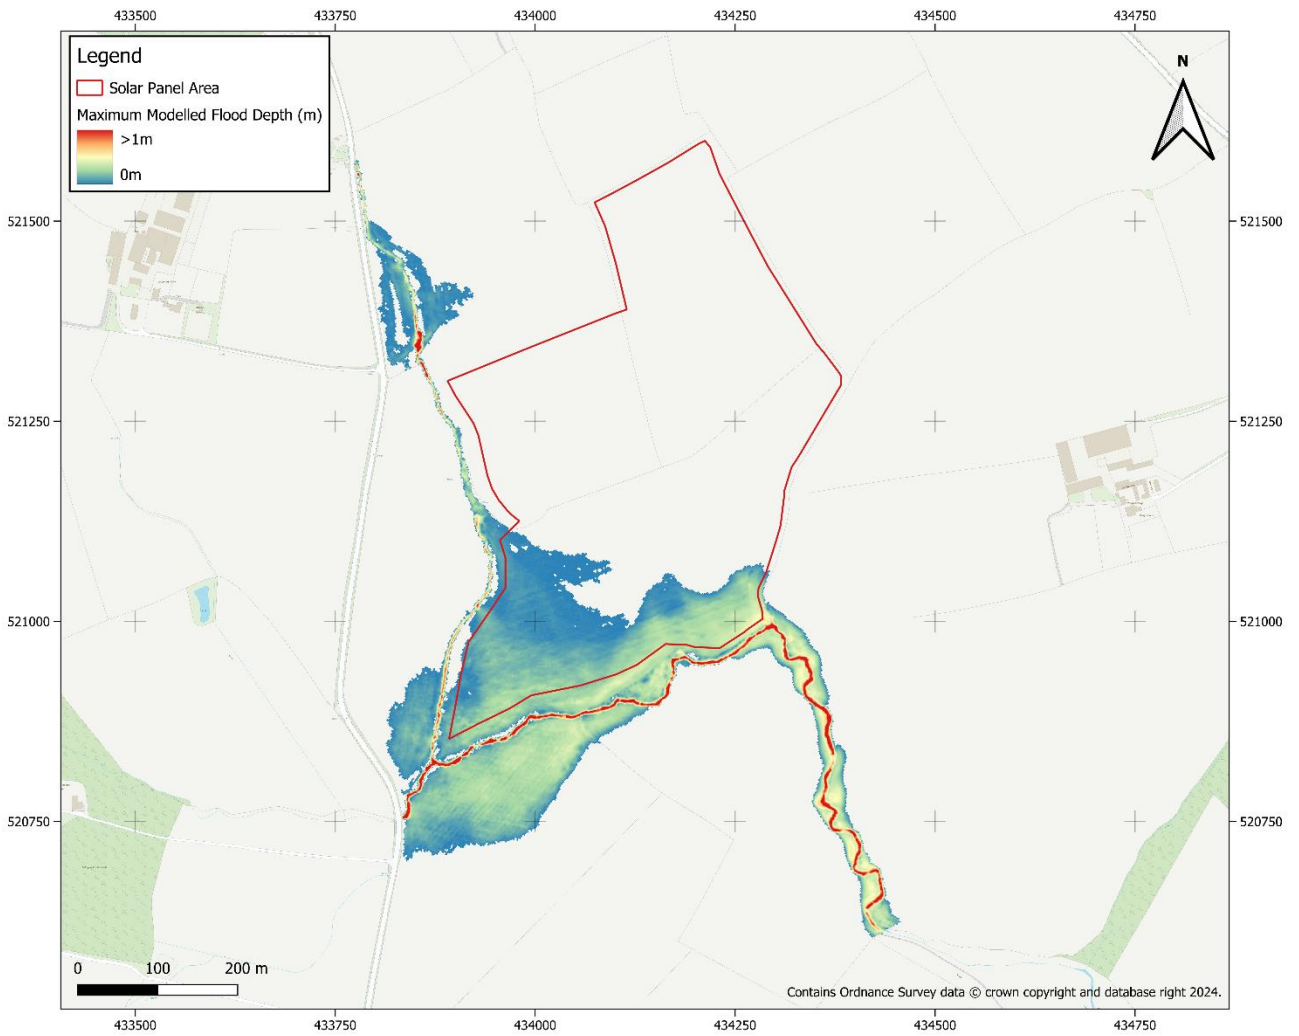 433500 433750 434000 434250 434500 434750
Legend
Solar Panel Area
Maximum Modelled Flood Depth (m)
>1m
0m
N
521500 521500
521250 521250
521000 521000
520750 520750
0 100 200 m
Contains Ordnance Survey data © crown copyright and database right 2024.
433500 433750 434000 434250 434500 434750